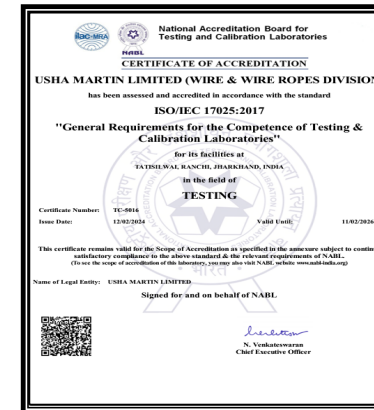 ilac-MRA
NABL
National Accreditation Board for
Testing and Calibration Laboratories
CERTIFICATE OF ACCREDITATION
USHA MARTIN LIMITED (WIRE & WIRE ROPES DIVISION
has been assessed and accredited in accordance with the standard
ISO/IEC 17025:2017
"General Requirements for the Competence of Testing &
Calibration Laboratories"
for its facilities at
TATISILWAI, RANCHI, JHARKHAND, INDIA
in the field of
TESTING
Certificate Number: TC-5016
Issue Date: 12/02/2024 Valid Until: 11/02/2026
This certificate remains valid for the Scope of Accreditation as specified in the annexure subject to contin
satisfactory compliance to the above standard & the relevant requirements of NABL.
(To see the scope of accreditation of this laboratory, you may also visit NABL website www.nabl-india.org)
Name of Legal Entity: USHA MARTIN LIMITED
Signed for and on behalf of NABL
N. Venkateswaran
Chief Executive Officer